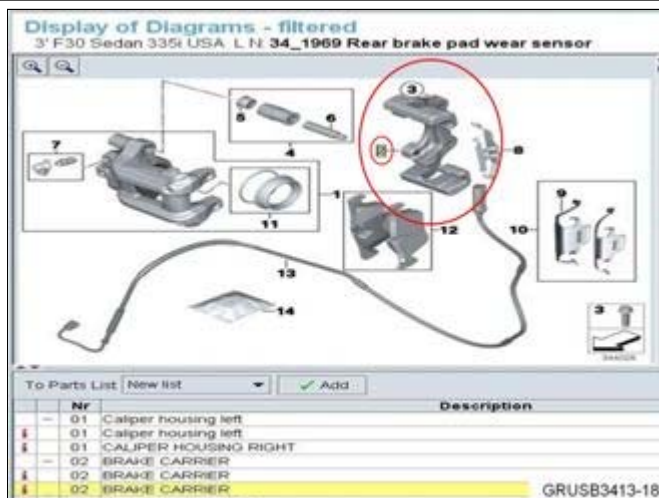 Display of Diagrams - filtered
3' F30 Sedan 335i USA L N: 34_1969 Rear brake pad wear sensor
5
6
3
7
4
8
1
9
11
12
10
13
14
3
To Parts List New list Add
Nr Description
01 Caliper housing left
01 Caliper housing left
01 CALIPER HOUSING RIGHT
02 BRAKE CARRIER
02 BRAKE CARRIER
02 BRAKE CARRIER
GRUSB3413-18